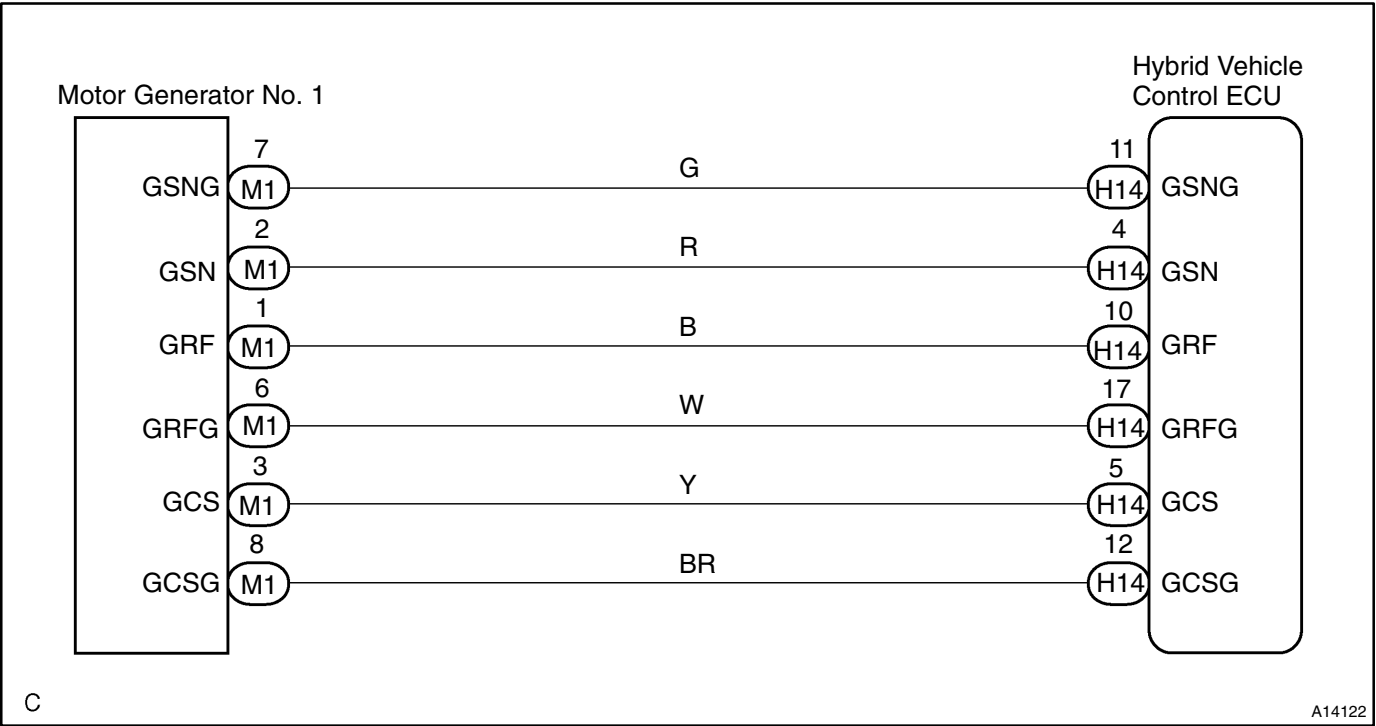 Hybrid Vehicle
Control ECU
Motor Generator No. 1
7 11
GSNG M1 G H14 GSNG
2 4
GSN M1 R H14 GSN
1 10
GRF M1 B H14 GRF
6 17
GRFG M1 W H14 GRFG
3 5
GCS M1 Y H14 GCS
8 12
GCSG M1 BR H14 GCSG
C A14122